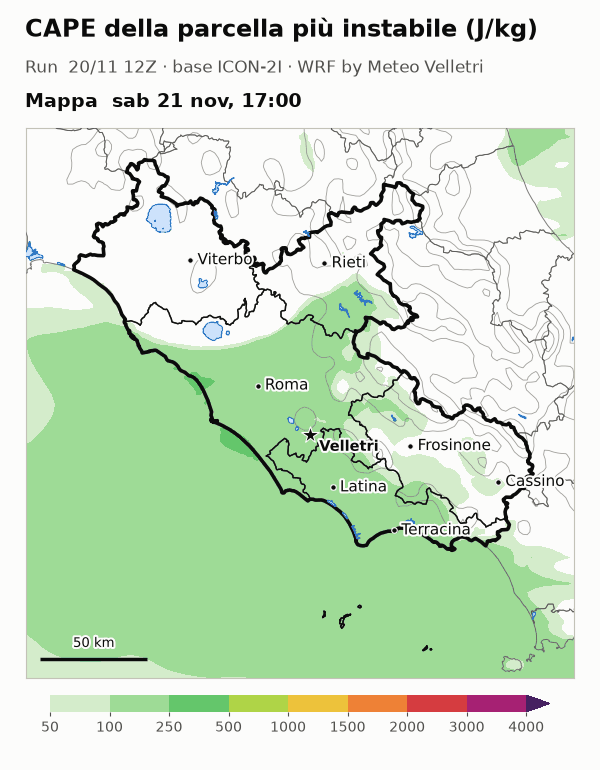 CAPE della parcella più instabile (J/kg)
Run  20/11 12Z · base ICON-2I · WRF by Meteo Velletri
Mappa  sab 21 nov, 17:00
Viterbo
Rieti
Roma
Velletri
Frosinone
Cassino
Latina
Terracina
50 km
50 100 250 500 1000 1500 2000 3000 4000